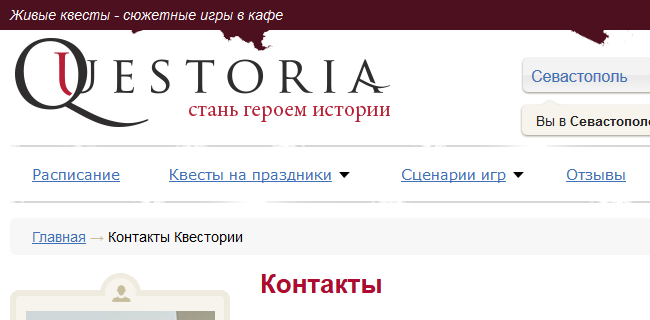 Живые квесты - сюжетные игры в кафе
QUESTORIA
стань героем истории
Севастополь
Вы в Севастополе
Расписание Квесты на праздники Сценарии игр Отзывы
Главная → Контакты Квестории
Контакты